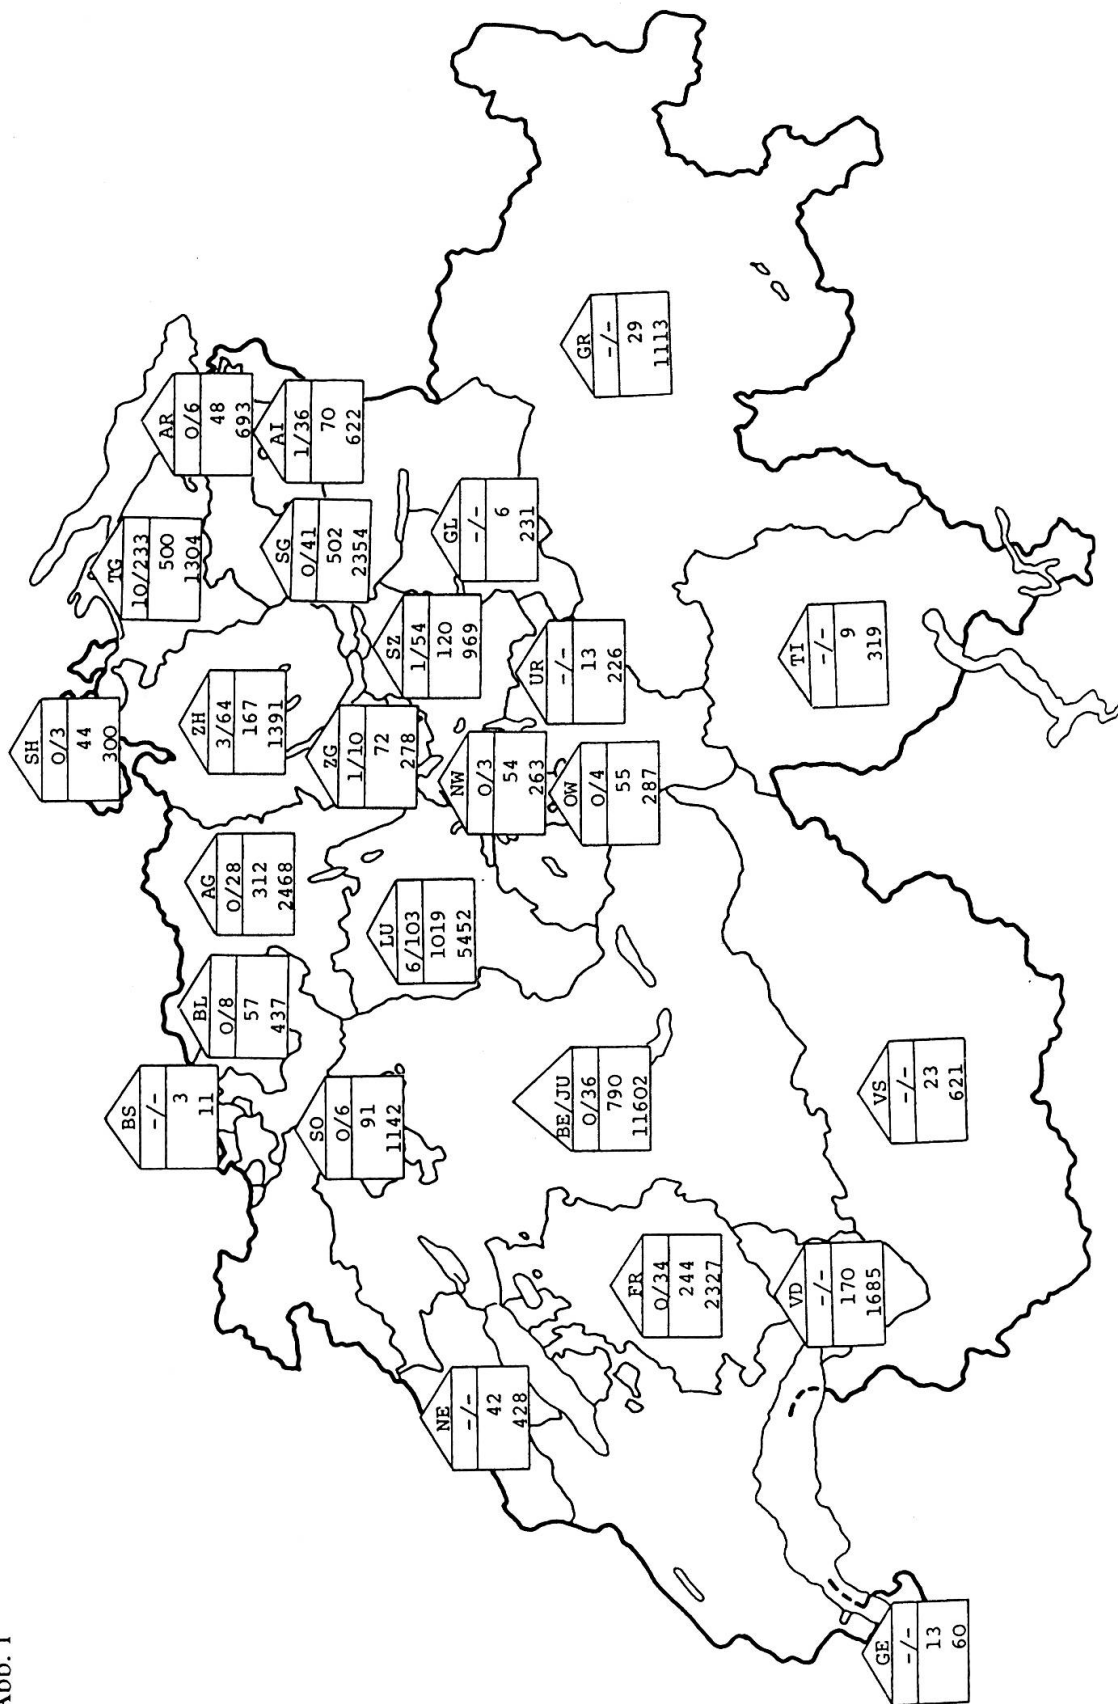 Abb. 1
SH
0/3
44
300
BS
-/-
3
11
TG
10/233
500
1304
AR
0/6
48
693
BL
0/8
57
437
AG
0/28
312
2468
ZH
3/64
167
1391
AI
1/36
70
622
SG
0/41
502
2354
SO
0/6
91
1142
ZG
1/10
72
278
LU
6/103
1019
5452
SZ
1/54
120
969
NE
-/-
42
428
NW
0/3
54
263
GL
-/-
6
231
BE/JU
0/36
790
11602
OW
0/4
55
287
UR
-/-
13
226
GR
-/-
29
1113
FR
0/34
244
2327
VD
-/-
170
1685
VS
-/-
23
621
TI
-/-
9
319
GE
-/-
13
60